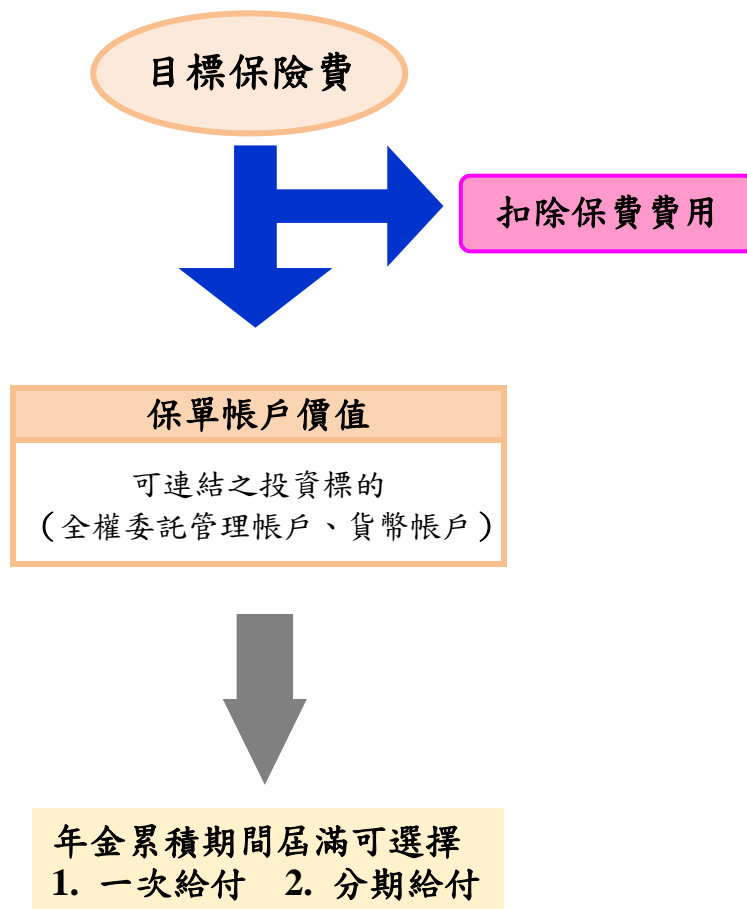 目標保險費
扣除保費費用
保單帳戶價值
可連結之投資標的
（全權委託管理帳戶、貨幣帳戶）
年金累積期間屆滿可選擇
1. 一次給付 2. 分期給付